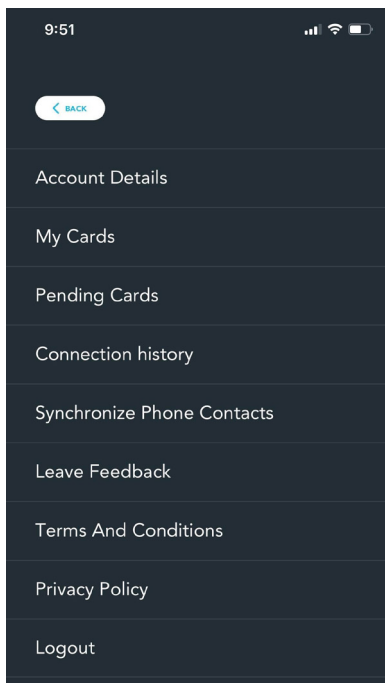 9:51
BACK
Account Details
My Cards
Pending Cards
Connection history
Synchronize Phone Contacts
Leave Feedback
Terms And Conditions
Privacy Policy
Logout